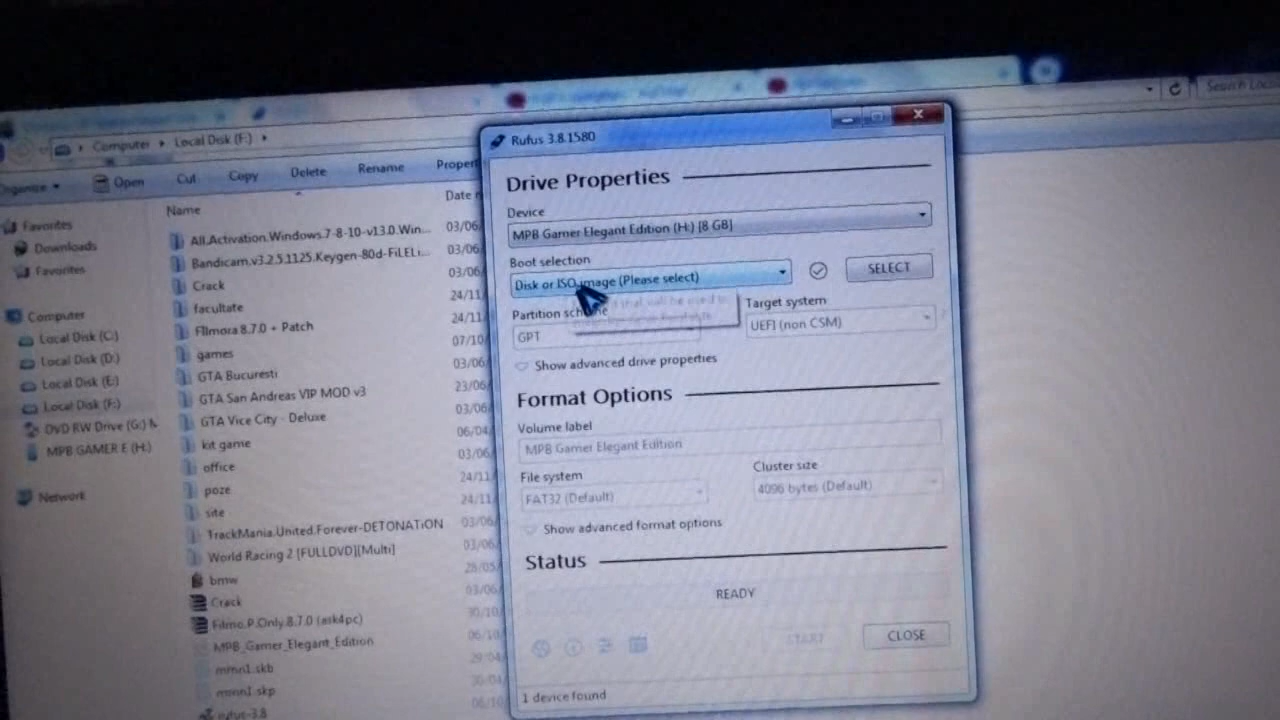 Computer
Local Disk (F:)
Search Loca
Organize
Open
Cut
Copy
Delete
Rename
Propert
Favorites
Downloads
Favorites
Computer
Local Disk (C:)
Local Disk (D:)
Local Disk (E:)
Local Disk (F:)
DVD RW Drive (G:) M
MPB GAMER E (H:)
Network
Name
Date
All.Activation.Windows.7-8-10-v13.0.Win...
03/06
Bandicam.v3.2.5.1125.Keygen-80d-FiLELi...
03/06
Crack
24/11
facultate
24/11
Filmora 8.7.0 + Patch
07/10
games
03/06
GTA Bucuresti
23/06
GTA San Andreas VIP MOD v3
03/06
GTA Vice City - Deluxe
06/04
kit game
03/06
office
24/11
poze
24/11
site
03/06
TrackMania.United.Forever-DETONATiON
03/06
World Racing 2 [FULLDVD][Multi]
28/05
bmw
03/06
Crack
30/10
Filmo.P.Only.8.7.0 (ask4pc)
06/10
MPB_Gamer_Elegant_Edition
29/04
mmn1.skb
mmn1.skp
rufus-3.8
Rufus 3.8.1580
Drive Properties
Device
MPB Gamer Elegant Edition (H:) [8 GB]
Boot selection
Disk or ISO image (Please select)
SELECT
Partition scheme
Target system
GPT
UEFI (non CSM)
Show advanced drive properties
Format Options
Volume label
MPB Gamer Elegant Edition
File system
Cluster size
FAT32 (Default)
4096 bytes (Default)
Show advanced format options
Status
READY
START
CLOSE
1 device found